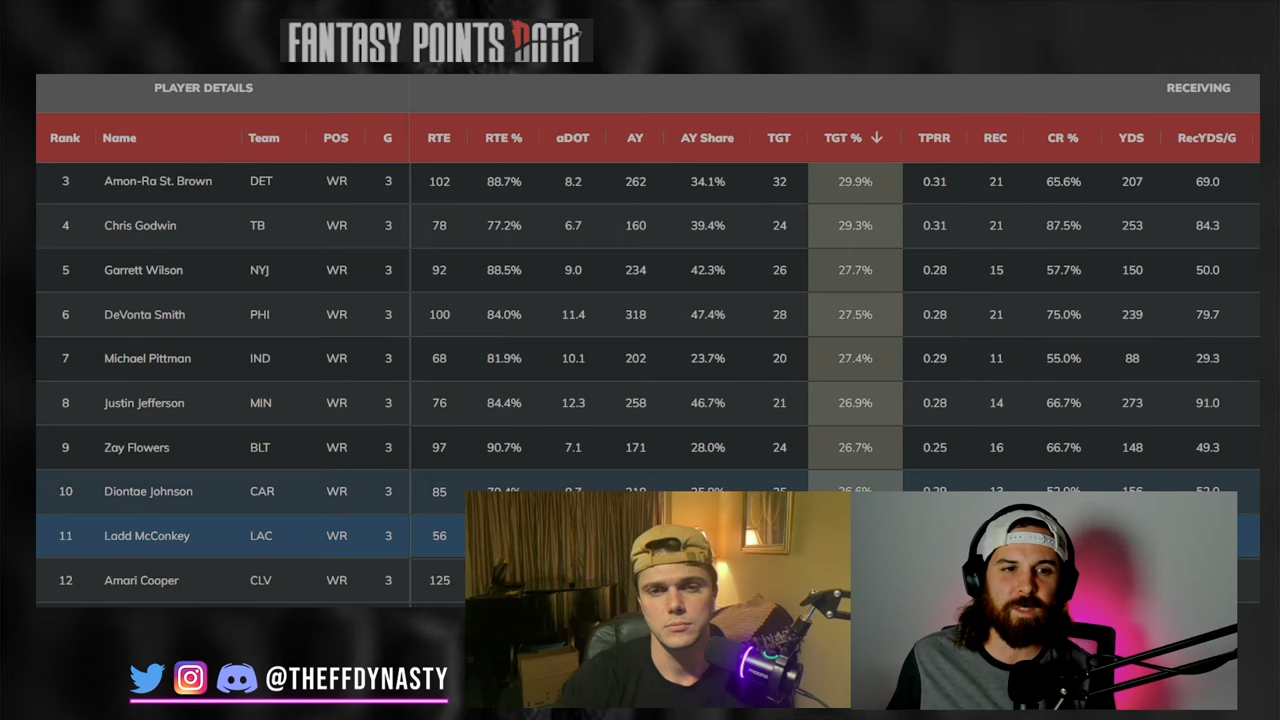 FANTASY POINTS DATA
PLAYER DETAILS RECEIVING
Rank Name Team POS G RTE RTE % aDOT AY AY Share TGT TGT % ↓ TPRR REC CR % YDS RecYDS/G
3 Amon-Ra St. Brown DET WR 3 102 88.7% 8.2 262 34.1% 32 29.9% 0.31 21 65.6% 207 69.0
4 Chris Godwin TB WR 3 78 77.2% 6.7 160 39.4% 24 29.3% 0.31 21 87.5% 253 84.3
5 Garrett Wilson NYJ WR 3 92 88.5% 9.0 234 42.3% 26 27.7% 0.28 15 57.7% 150 50.0
6 DeVonta Smith PHI WR 3 100 84.0% 11.4 318 47.4% 28 27.5% 0.28 21 75.0% 239 79.7
7 Michael Pittman IND WR 3 68 81.9% 10.1 202 23.7% 20 27.4% 0.29 11 55.0% 88 29.3
8 Justin Jefferson MIN WR 3 76 84.4% 12.3 258 46.7% 21 26.9% 0.28 14 66.7% 273 91.0
9 Zay Flowers BLT WR 3 97 90.7% 7.1 171 28.0% 24 26.7% 0.25 16 66.7% 148 49.3
10 Diontae Johnson CAR WR 3 85
11 Ladd McConkey LAC WR 3 56
12 Amari Cooper CLV WR 3 125
@THEFFDYNASTY